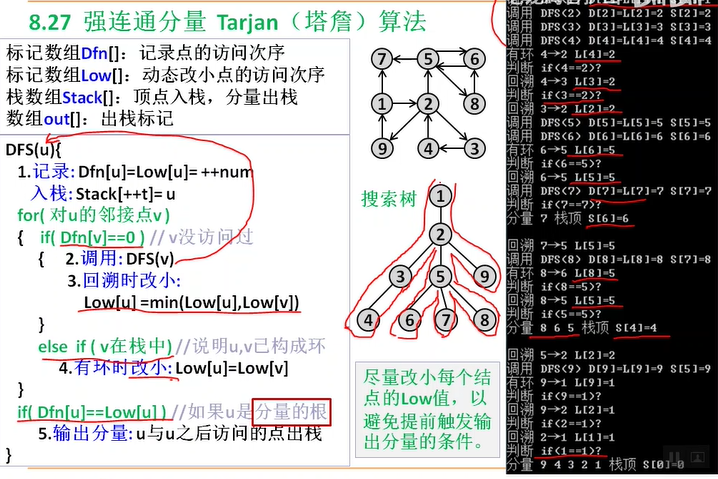 8.27 强连通分量 Tarjan（塔詹）算法
标记数组Dfn[]：记录点的访问次序
标记数组Low[]：动态改小点的访问次序
栈数组Stack[]：顶点入栈，分量出栈
数组out[]：出栈标记
DFS(u){
1.记录: Dfn[u]=Low[u]= ++num
入栈: Stack[++t]= u
for( 对u的邻接点v )
{ if( Dfn[v]==0 ) // v没访问过
{ 2.调用: DFS(v)
3.回溯时改小:
Low[u] =min(Low[u],Low[v])
}
else if ( v在栈中) //说明u,v已构成环
4.有环时改小: Low[u]=Low[v]
}
if( Dfn[u]==Low[u] ) //如果u是分量的根
5.输出分量: u与u之后访问的点出栈
}
7 5 6
1 2 8
9 4 3
搜索树
1
2
3 5 9
4 6 7 8
尽量改小每个结
点的Low值，以
避免提前触发输
出分量的条件。
调用 DFS(2) D[2]=L[2]=2 S[2]=2
调用 DFS(3) D[3]=L[3]=3 S[3]=3
调用 DFS(4) D[4]=L[4]=4 S[4]=4
有环 4→2 L[4]=2
判断 if(4==2)?
回溯 4→3 L[3]=2
判断 if(3==2)?
回溯 3→2 L[2]=2
调用 DFS(5) D[5]=L[5]=5 S[5]=5
调用 DFS(6) D[6]=L[6]=6 S[6]=6
有环 6→5 L[6]=5
判断 if(6==5)?
回溯 6→5 L[5]=5
调用 DFS(7) D[7]=L[7]=7 S[7]=7
判断 if(7==7)?
分量 7 栈顶 S[6]=6
回溯 7→5 L[5]=5
调用 DFS(8) D[8]=L[8]=8 S[7]=8
有环 8→6 L[8]=5
判断 if(8==5)?
回溯 8→5 L[5]=5
判断 if(5==5)?
分量 8 6 5 栈顶 S[4]=4
回溯 5→2 L[2]=2
调用 DFS(9) D[9]=L[9]=9 S[5]=9
有环 9→1 L[9]=1
判断 if(9==1)?
回溯 9→2 L[2]=1
判断 if(2==1)?
回溯 2→1 L[1]=1
判断 if(1==1)?
分量 9 4 3 2 1 栈顶 S[0]=0